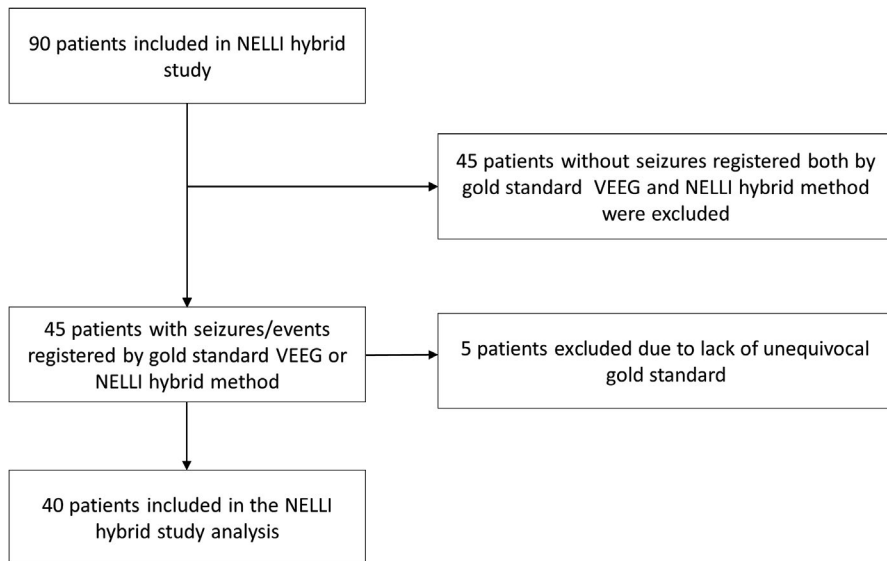 90 patients included in NELLI hybrid
study
45 patients without seizures registered both by
gold standard VEEG and NELLI hybrid method
were excluded
45 patients with seizures/events
registered by gold standard VEEG or
NELLI hybrid method
5 patients excluded due to lack of unequivocal
gold standard
40 patients included in the NELLI
hybrid study analysis